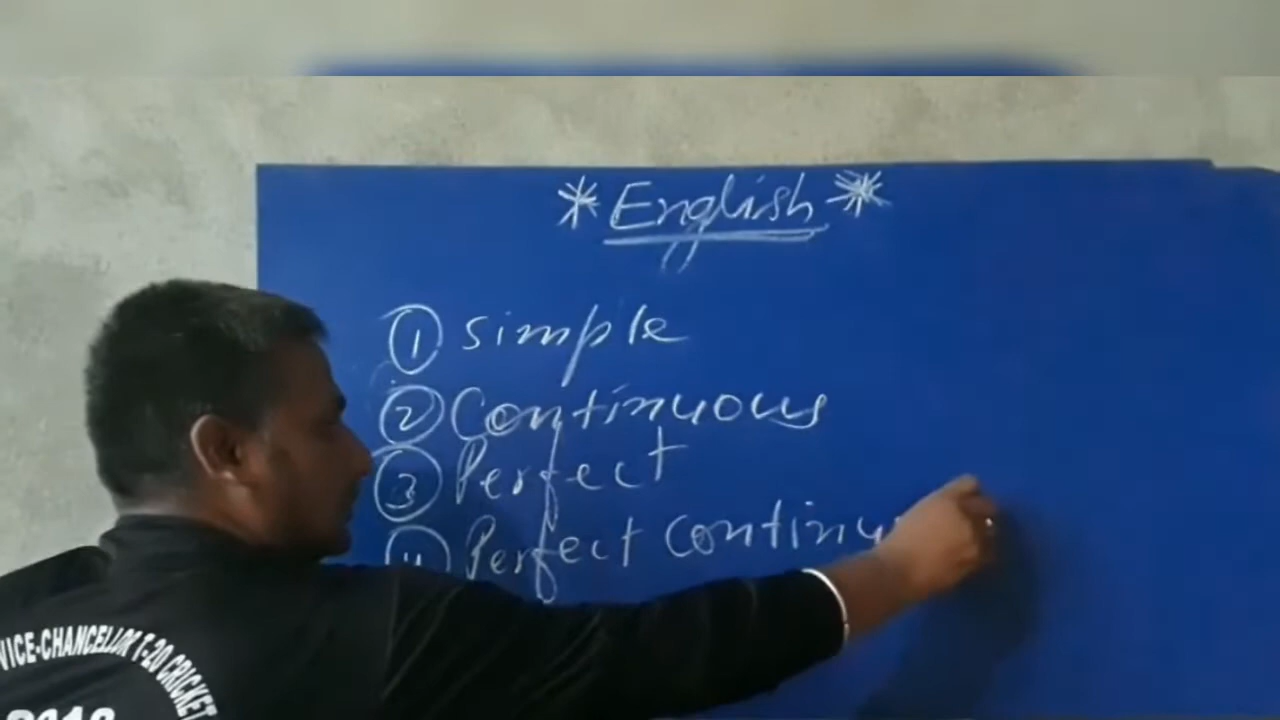 * English *
① simple
② Continuous
③ Perfect
④ Perfect continu
VICE-CHANCELLOR T-20 CRICKET